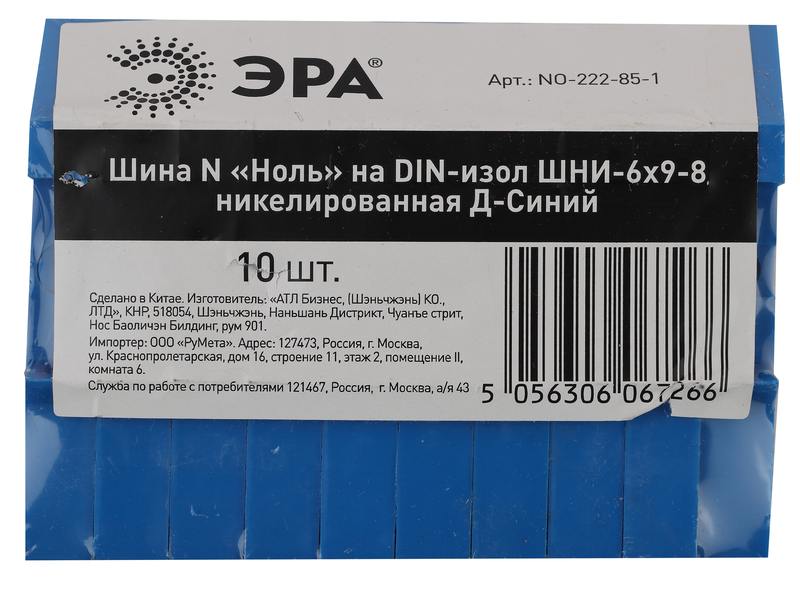 ЭРА®
Арт.: NO-222-85-1
Шина N «Ноль» на DIN-изол ШНИ-6х9-8
никелированная Д-Синий
10 шт.
Сделано в Китае. Изготовитель: «АТЛ Бизнес, (Шэньчжэнь) КО.,
ЛТД», КНР, 518054, Шэньчжэнь, Наньшань Дистрикт, Чуанъе стрит,
Нос Баоличэн Билдинг, рум 901.
Импортер: ООО «РуМета». Адрес: 127473, Россия, г. Москва,
ул. Краснопролетарская, дом 16, строение 11, этаж 2, помещение II,
комната 6.
Служба по работе с потребителями 121467, Россия, г. Москва, а/я 43
5 056306 067266